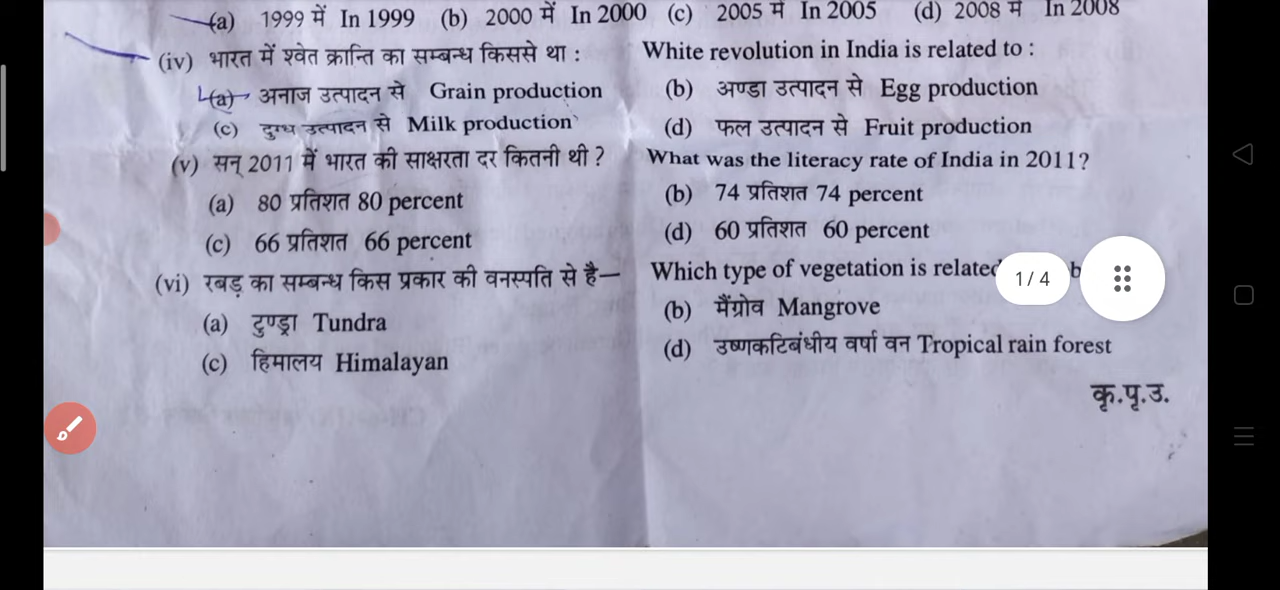 (a) 1999 में In 1999 (b) 2000 में In 2000 (c) 2005 में In 2005 (d) 2008 में In 2008
(iv) भारत में श्वेत क्रान्ति का सम्बन्ध किससे था : White revolution in India is related to :
(a) अनाज उत्पादन से Grain production (b) अण्डा उत्पादन से Egg production
(c) दुग्ध उत्पादन से Milk production (d) फल उत्पादन से Fruit production
(v) सन् 2011 में भारत की साक्षरता दर कितनी थी ? What was the literacy rate of India in 2011?
(a) 80 प्रतिशत 80 percent (b) 74 प्रतिशत 74 percent
(c) 66 प्रतिशत 66 percent (d) 60 प्रतिशत 60 percent
(vi) रबड़ का सम्बन्ध किस प्रकार की वनस्पति से है— Which type of vegetation is related
1/4
(a) टुण्ड्रा Tundra (b) मैंग्रोव Mangrove
(c) हिमालय Himalayan (d) उष्णकटिबंधीय वर्षा वन Tropical rain forest
कृ.पृ.उ.